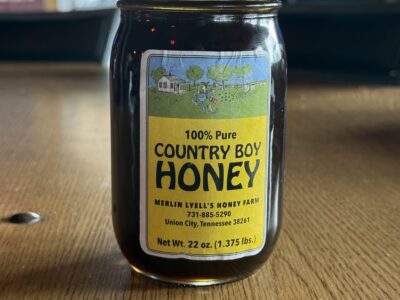 100% Pure
COUNTRY BOY
HONEY
MERLIN LYELL'S HONEY FARM
731-885-5290
Union City, Tennessee 38261
Net Wt. 22 oz. (1.375 lbs.)